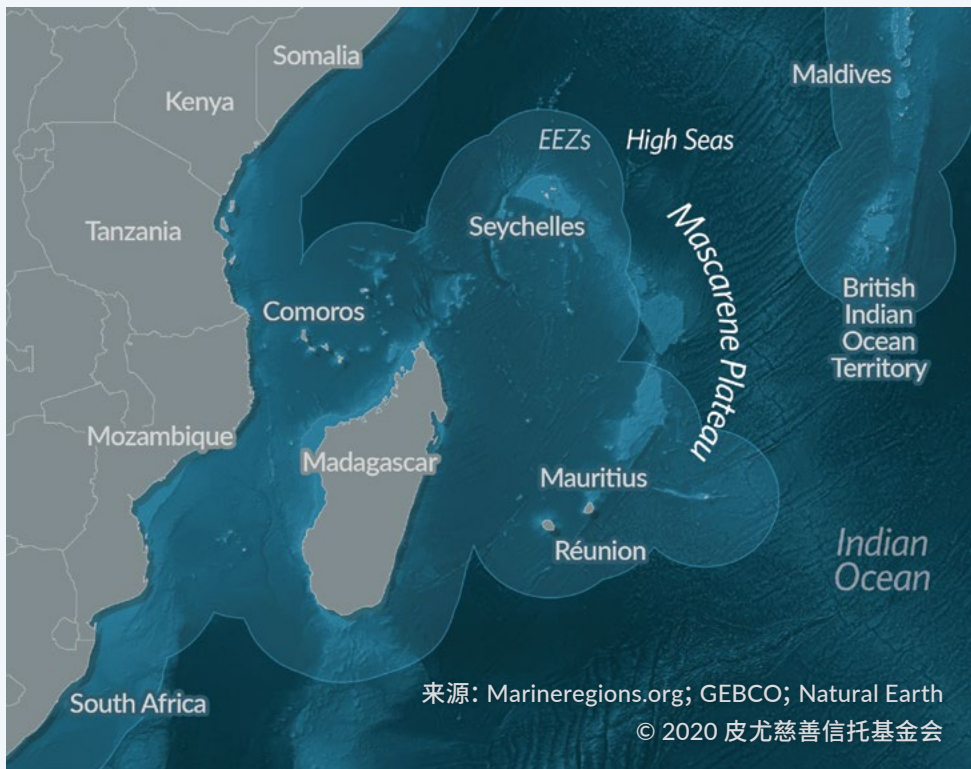 Somalia
Maldives
Kenya
EEZs
High Seas
Mascarene Plateau
Seychelles
Tanzania
British
Indian
Ocean
Territory
Comoros
Mozambique
Madagascar
Mauritius
Réunion
Indian
Ocean
South Africa
来源: Marineregions.org; GEBCO; Natural Earth
© 2020 皮尤慈善信托基金会